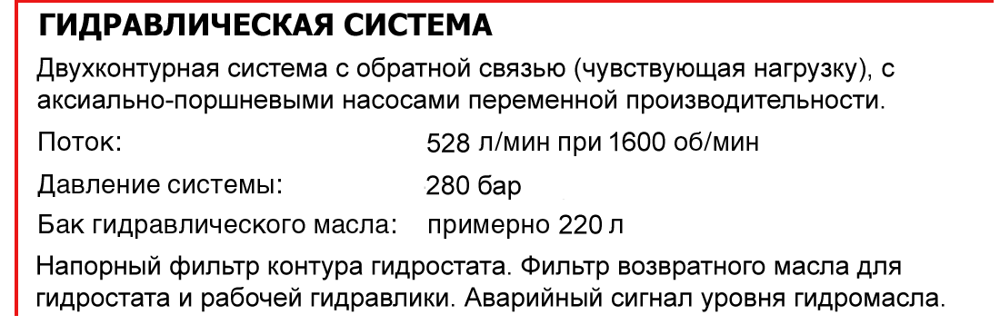 ГИДРАВЛИЧЕСКАЯ СИСТЕМА
Двухконтурная система с обратной связью (чувствующая нагрузку), с
аксиально-поршневыми насосами переменной производительности.
Поток: 528 л/мин при 1600 об/мин
Давление системы: 280 бар
Бак гидравлического масла: примерно 220 л
Напорный фильтр контура гидростата. Фильтр возвратного масла для
гидростата и рабочей гидравлики. Аварийный сигнал уровня гидромасла.